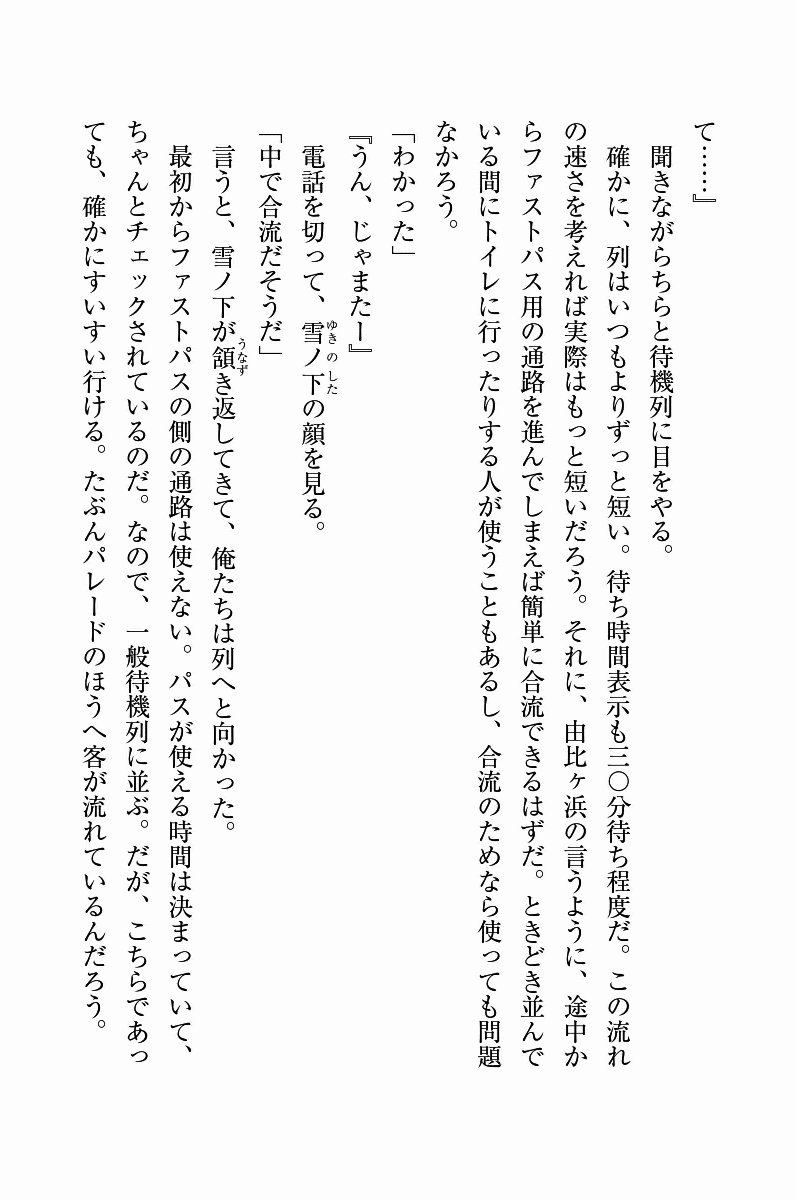 て……』
　聞きながらちらと待機列に目をやる。
　確かに、列はいつもよりずっと短い。待ち時間表示も三〇分待ち程度だ。この流れ
の速さを考えれば実際はもっと短いだろう。それに、由比ヶ浜の言うように、途中か
らファストパス用の通路を進んでしまえば簡単に合流できるはずだ。ときどき並んで
いる間にトイレに行ったりする人が使うこともあるし、合流のためなら使っても問題
なかろう。
「わかった」
『うん、じゃまたー』
　電話を切って、雪ノ下の顔を見る。
「中で合流だそうだ」
　言うと、雪ノ下が頷き返してきて、俺たちは列へと向かった。
　最初からファストパスの側の通路は使えない。パスが使える時間は決まっていて、
ちゃんとチェックされているのだ。なので、一般待機列に並ぶ。だが、こちらであっ
ても、確かにすいすい行ける。たぶんパレードのほうへ客が流れているんだろう。